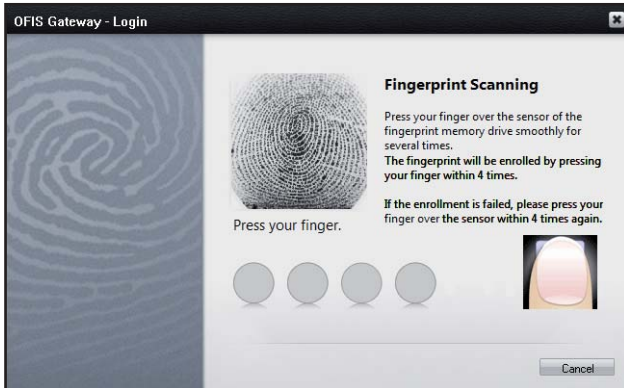 OFIS Gateway - Login
Fingerprint Scanning
Press your finger over the sensor of the
fingerprint memory drive smoothly for
several times.
The fingerprint will be enrolled by pressing
your finger within 4 times.
If the enrollment is failed, please press your
finger over the sensor within 4 times again.
Press your finger.
Cancel